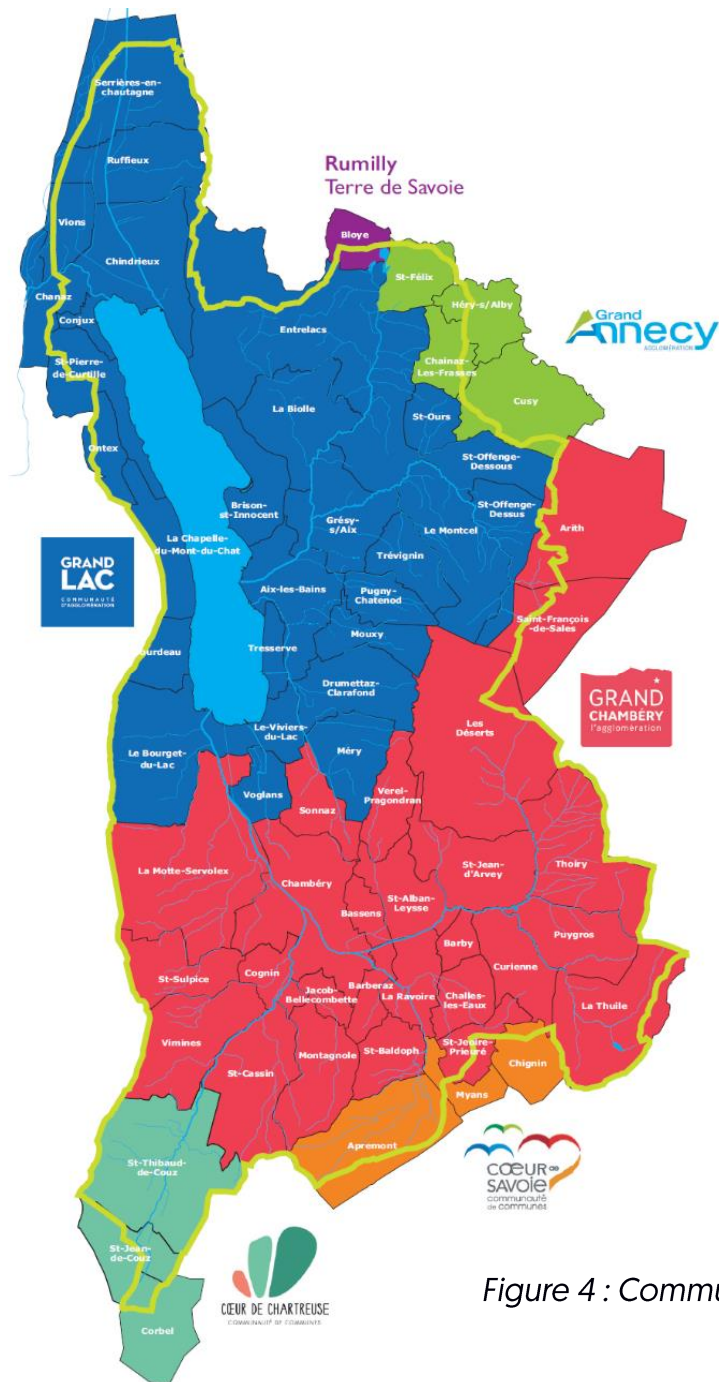 Serrières-en-
chautagne
Ruffieux
Rumilly
Terre de Savoie
Vions
Bloye
Chindrieux
St-Félix
Chanaz
Héry-s/Alby
Conjux
Entrelacs
Grand
Annecy
AGGLOMÉRATION
St-Pierre-
de-Curtille
Chainaz-
Les-Frasses
Cusy
La Biolle
St-Ours
Ontex
St-Offenge-
Dessous
Brison-
st-Innocent
St-Offenge-
Dessus
Grésy-
s/Aix
Le Montcel
Arith
La Chapelle-
du-Mont-du-Chat
Trévignin
GRAND
LAC
COMMUNAUTÉ
D'AGGLOMÉRATION
Aix-les-Bains
Pugny-
Chatenod
Saint-François
-de-Sales
Mouxy
ourdeau
Tresserve
Drumettaz-
Clarafond
GRAND
CHAMBÉRY
l'agglomération
Les
Déserts
Le-Viviers-
du-Lac
Le Bourget-
du-Lac
Méry
Voglans
Verel-
Pragondran
Sonnaz
La Motte-Servolex
St-Jean-
d'Arvey
Thoiry
Chambéry
St-Alban-
Leysse
Bassens
Puygros
Barby
St-Sulpice
Cognin
Curienne
Jacob-
Bellecombette
Barberaz
La Ravoire
Challes-
les-Eaux
La Thuile
Vimines
St-Cassin
Montagnole
St-Baldoph
St-Jeoire-
Prieuré
Chignin
Myans
Apremont
St-Thibaud-
de-Couz
CŒUR DE
SAVOIE
communauté
de communes
St-Jean-
de-Couz
CŒUR DE CHARTREUSE
COMMUNAUTÉ DE COMMUNES
Corbel
Figure 4 : Commu